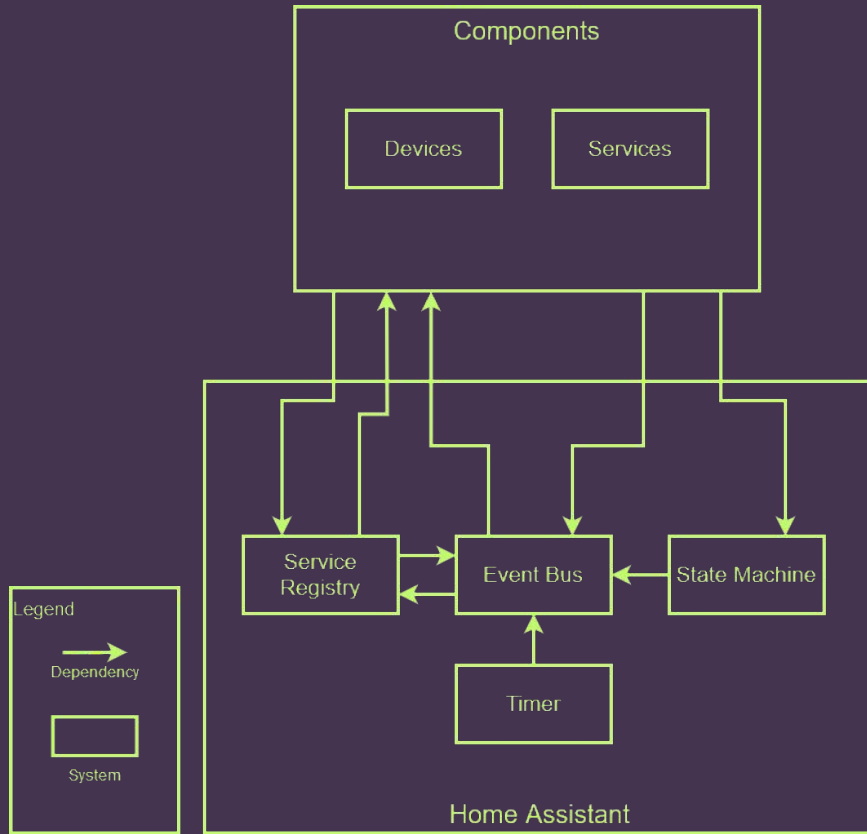 Components
Devices
Services
Service
Registry
Event Bus
State Machine
Timer
Home Assistant
Legend
Dependency
System